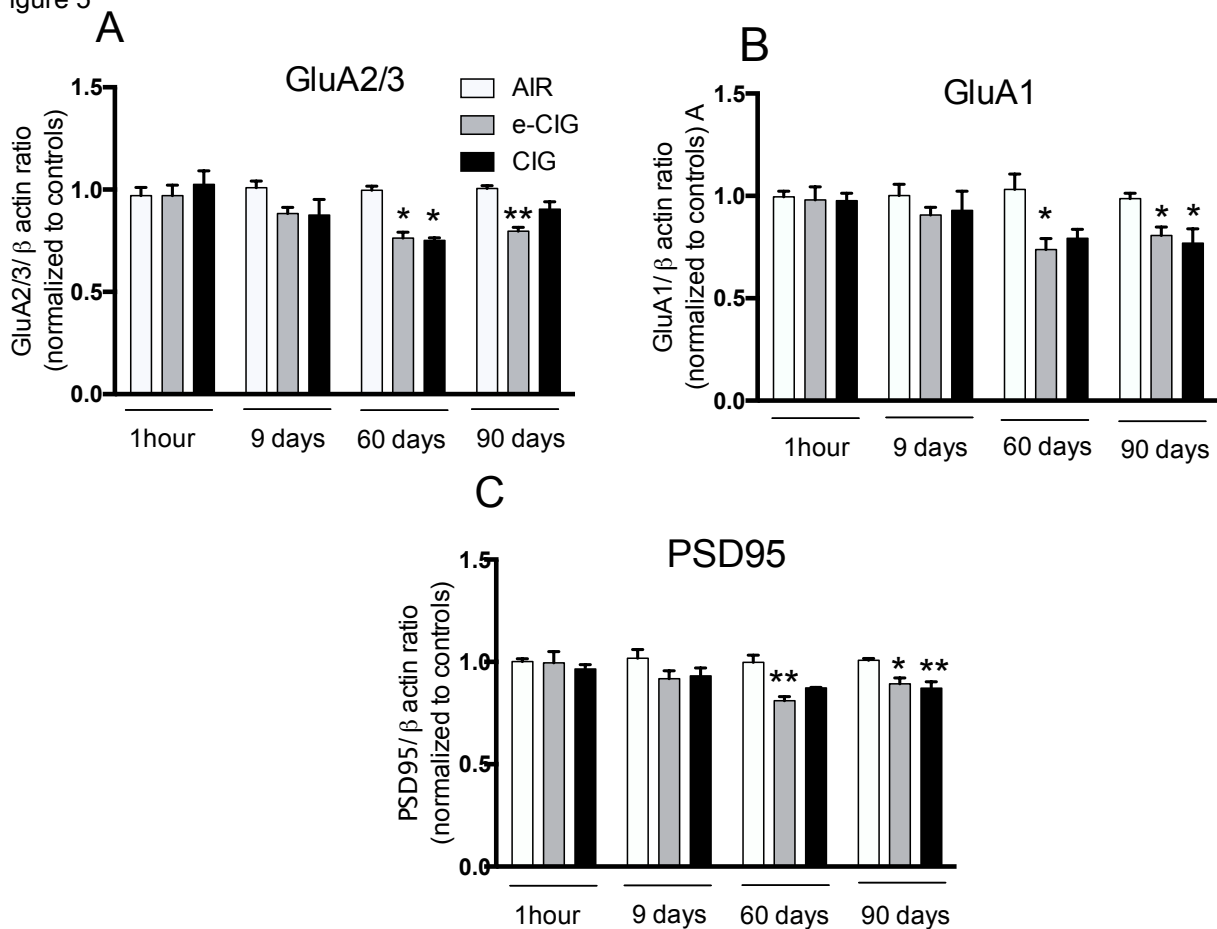 igure 5
A
GluA2/3
AIR
e-CIG
CIG
GluA2/3/ β actin ratio
(normalized to controls)
1.5
1.0
0.5
0.0
* *
**
1hour
9 days
60 days
90 days
B
GluA1
GluA1/ β actin ratio
(normalized to controls) A
1.5
1.0
0.5
0.0
*
* *
1hour
9 days
60 days
90 days
C
PSD95
PSD95/ β actin ratio
(normalized to controls)
1.5
1.0
0.5
0.0
**
* **
1hour
9 days
60 days
90 days